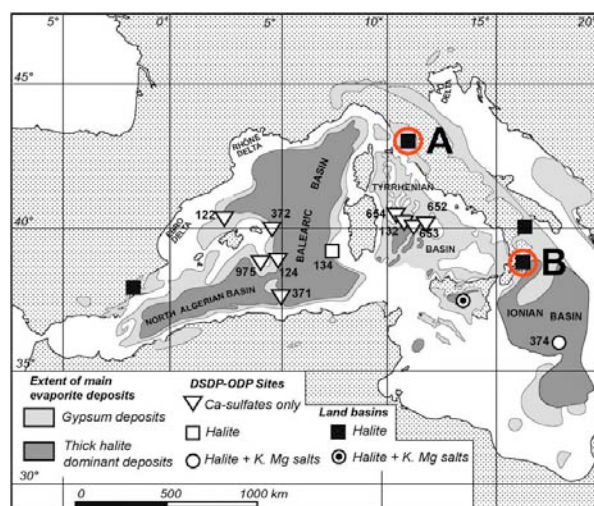 5° 0° 5° 10° 15° 20°
45°
40°
35°
30°
RHÔNE DELTA
EBRO DELTA
BALEARIC BASIN
NORTH ALGERIAN BASIN
TYRRHENIAN
BASIN
IONIAN BASIN
A
B
122
372
975
124
371
134
654
132
653
652
374
Extent of main
evaporite deposits
Gypsum deposits
Thick halite
dominant deposits
DSDP-ODP Sites
Ca-sulfates only
Halite
Halite + K. Mg salts
Land basins
Halite
Halite + K. Mg salts
0 500 1000 km